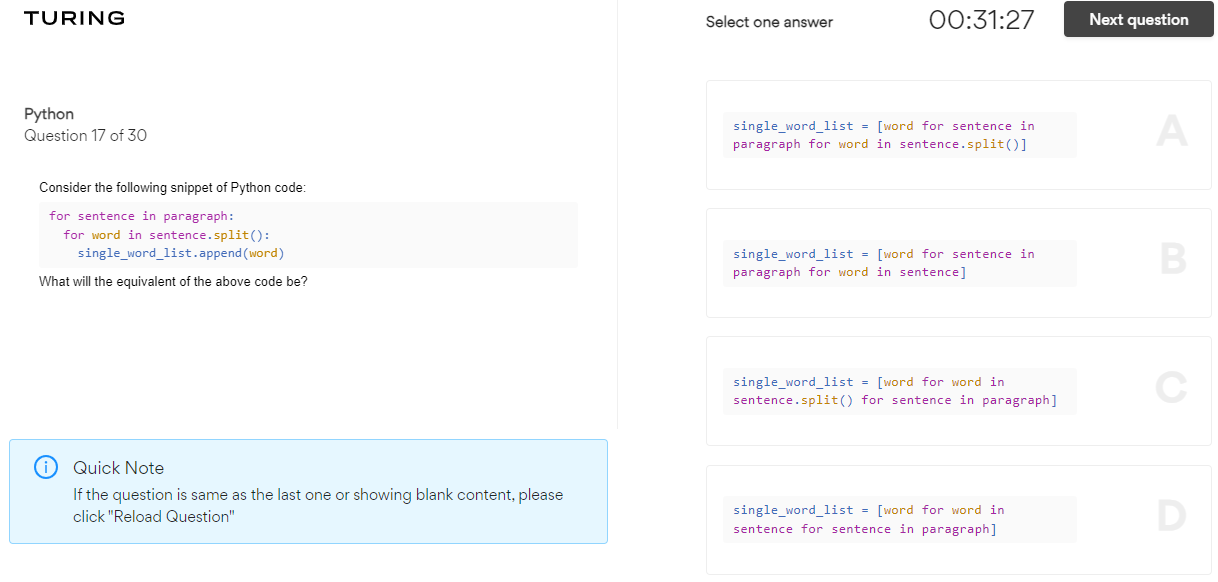 TURING
Python
Question 17 of 30
Consider the following snippet of Python code:
for sentence in paragraph:
  for word in sentence.split():
    single_word_list.append(word)
What will the equivalent of the above code be?
Quick Note
If the question is same as the last one or showing blank content, please
click "Reload Question"
Select one answer
00:31:27
Next question
single_word_list = [word for sentence in
paragraph for word in sentence.split()]
A
single_word_list = [word for sentence in
paragraph for word in sentence]
B
single_word_list = [word for word in
sentence.split() for sentence in paragraph]
C
single_word_list = [word for word in
sentence for sentence in paragraph]
D